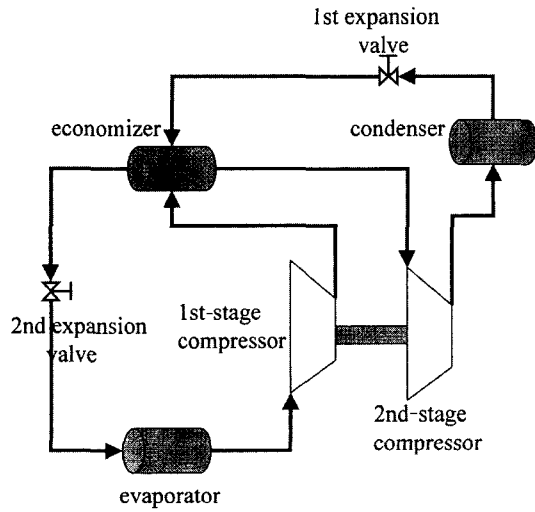 1st expansion
valve
economizer
condenser
1st-stage
compressor
2nd expansion
valve
2nd-stage
compressor
evaporator